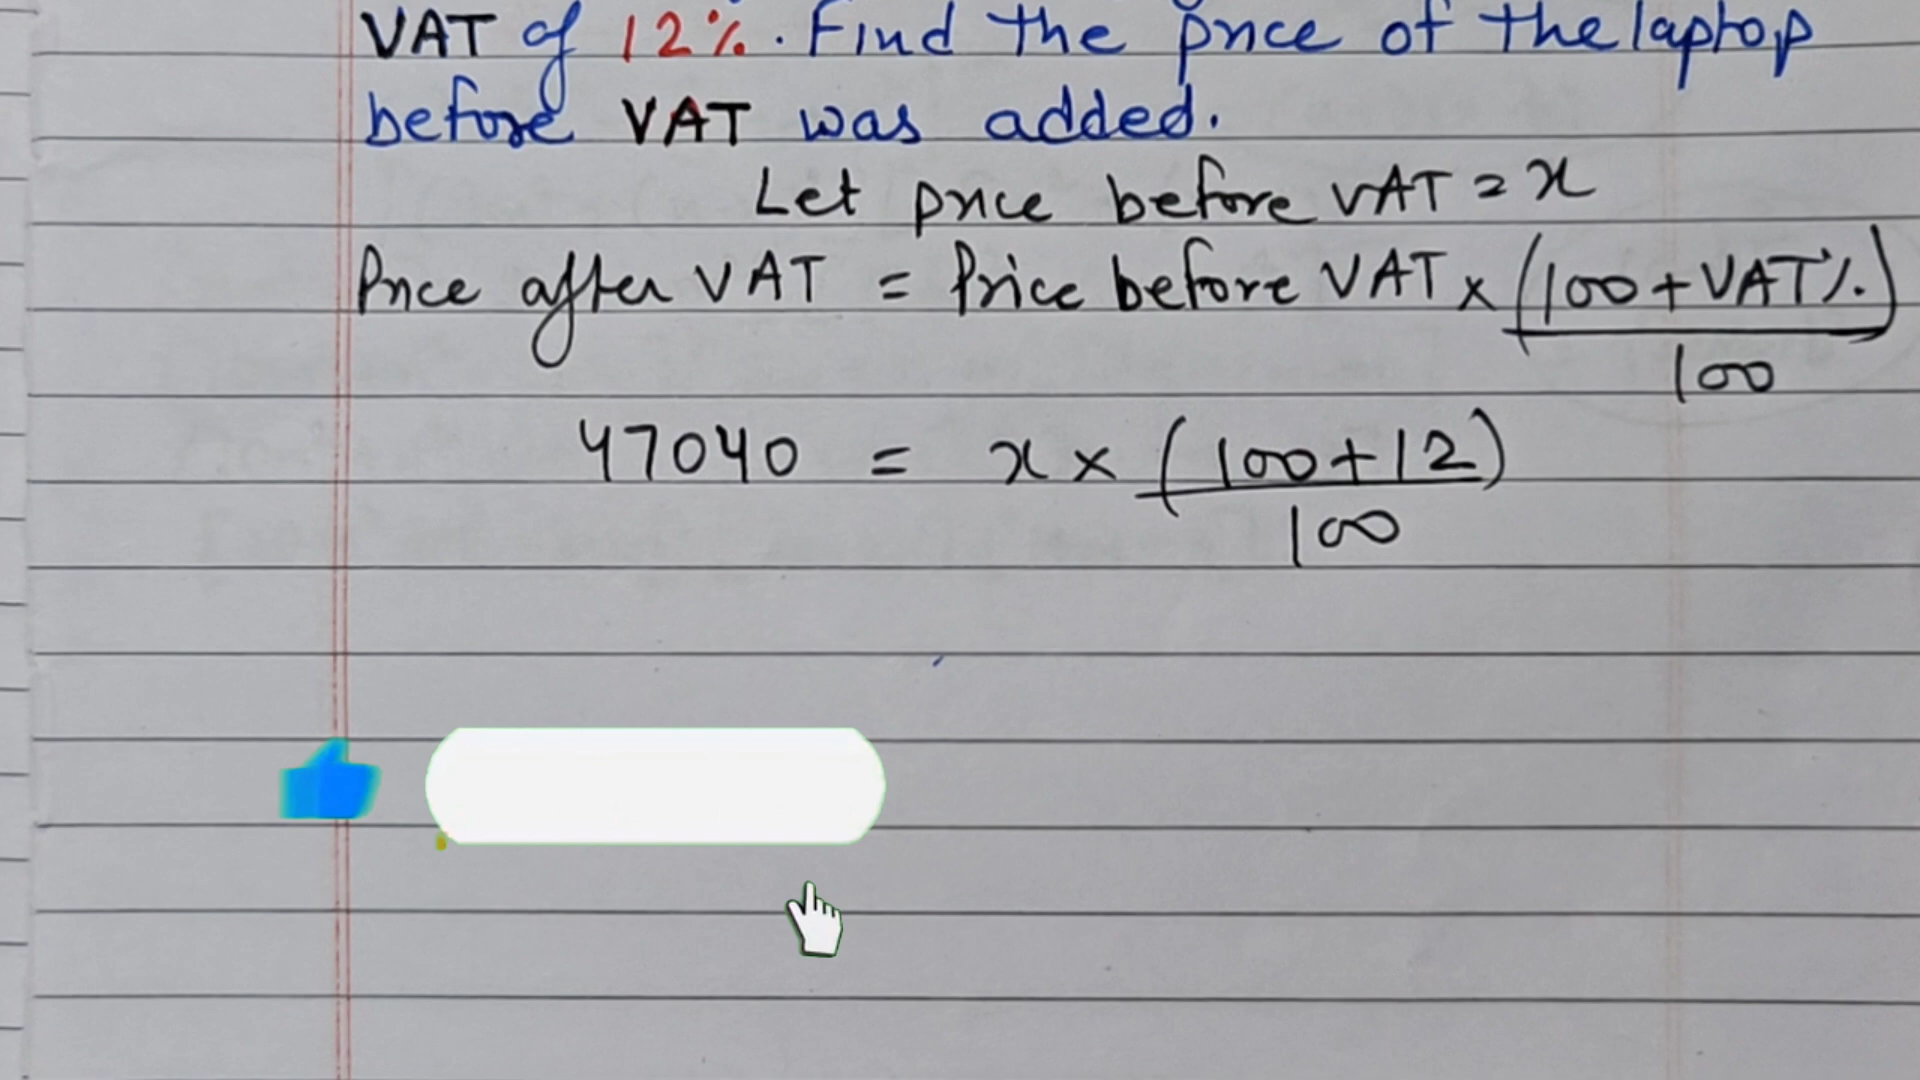 VAT of 12%. Find the price of the laptop
before VAT was added.
Let price before VAT = x
Price after VAT = Price before VAT x (100 + VAT%)
100
47040 = x x (100 + 12)
100